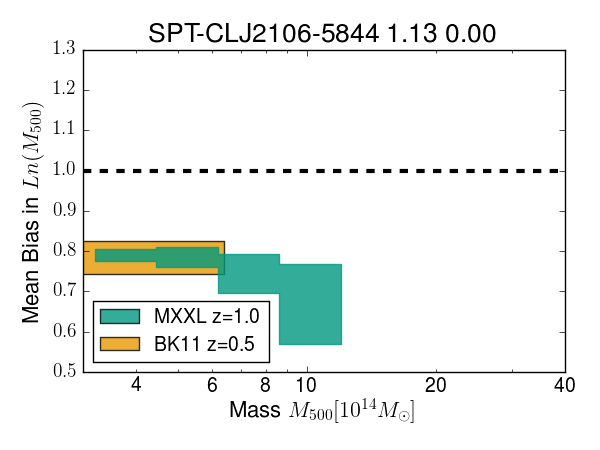 SPT-CLJ2106-5844 1.13 0.00
1.3
1.2
1.1
1.0
0.9
0.8
0.7
0.6
0.5
Mean Bias in Ln(M500)
MXXL z=1.0
BK11 z=0.5
4 6 8 10 20 40
Mass M500[10^14 M⊙]